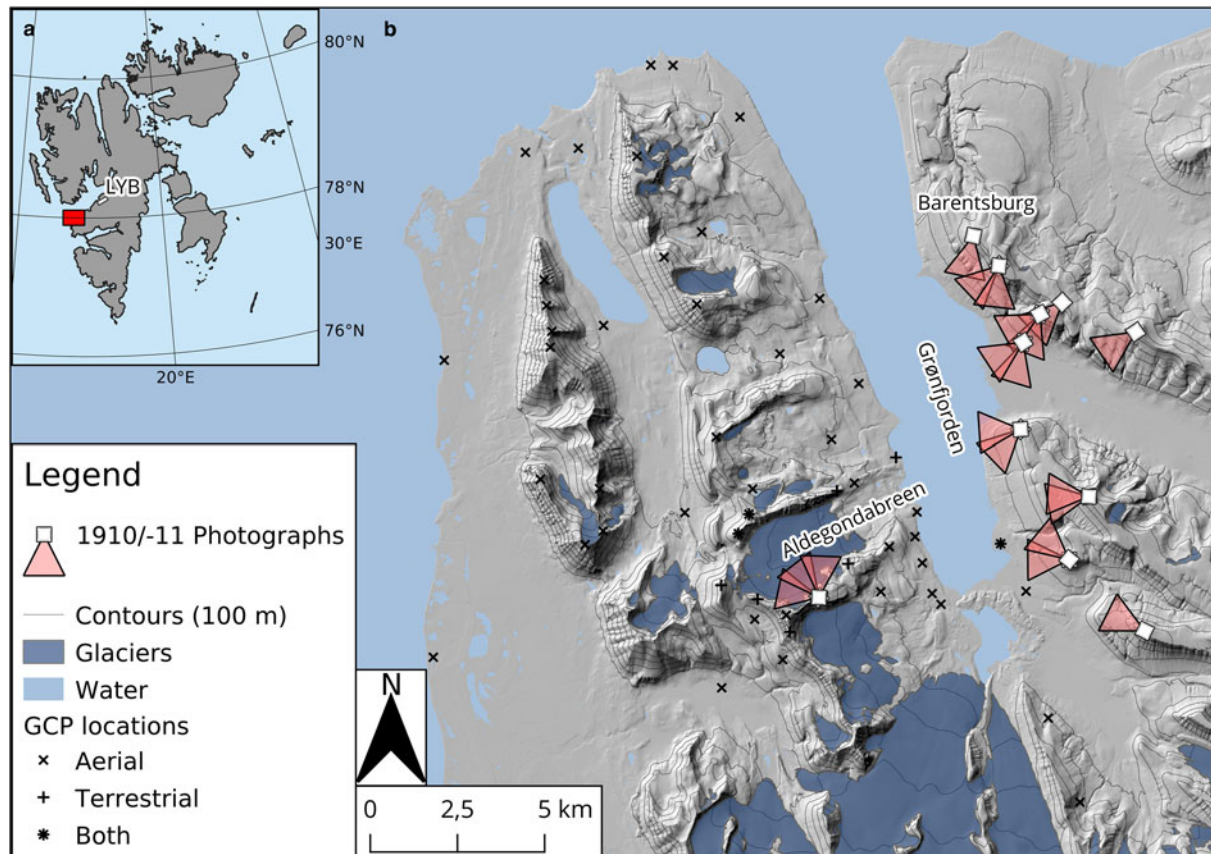 a
80°N
LYB
78°N
30°E
76°N
20°E
b
Barentsburg
Grønfjorden
Aldegondabreen
Legend
1910/-11 Photographs
Contours (100 m)
Glaciers
Water
GCP locations
Aerial
Terrestrial
Both
N
0 2,5 5 km